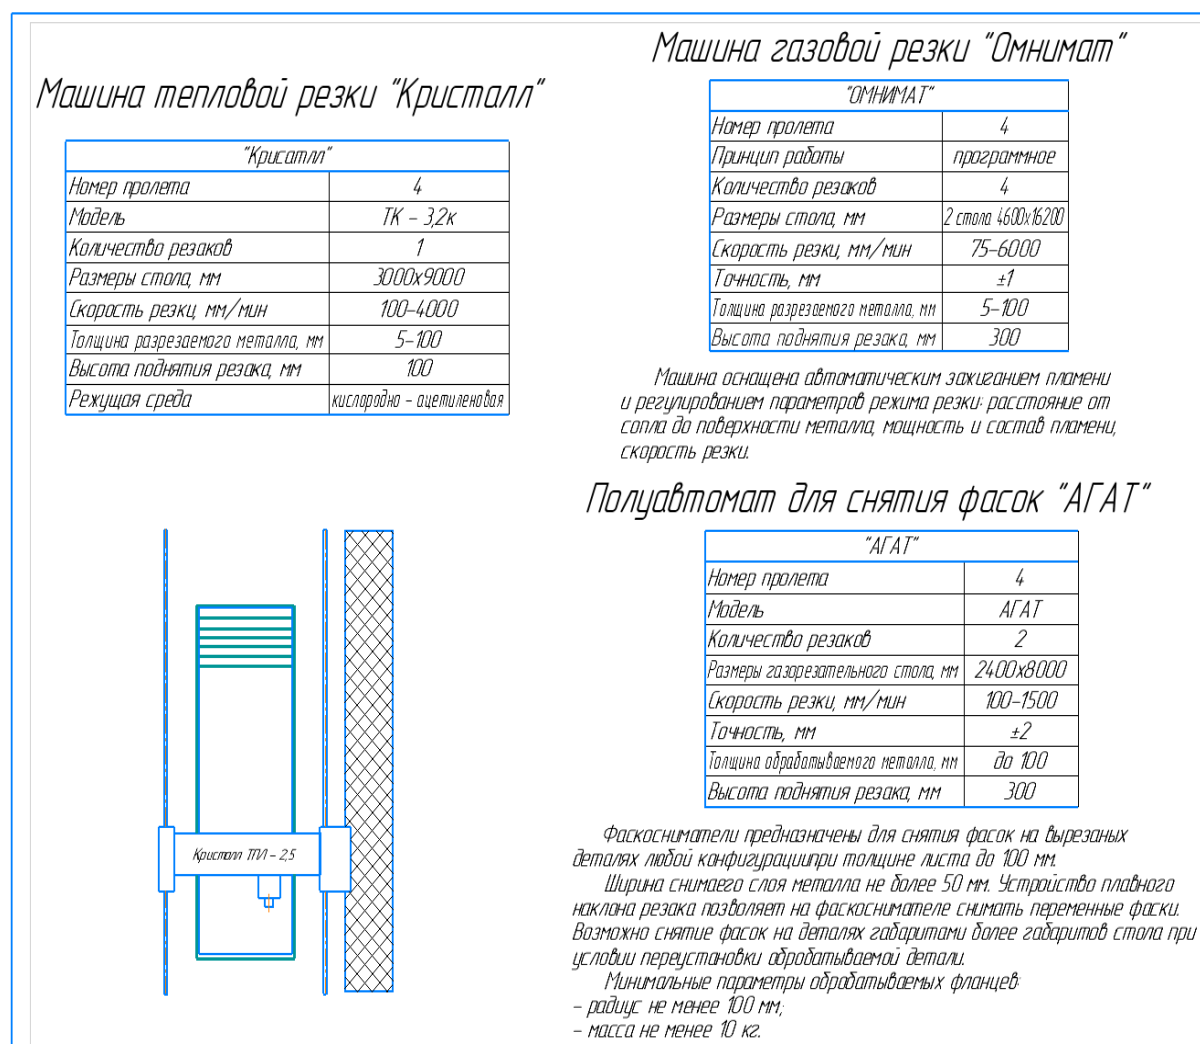 Машина тепловой резки "Кристалл"
"Крисатлл"
Номер пролета 4
Модель ТК - 3,2к
Количество резаков 1
Размеры стола, мм 3000х9000
Скорость резки, мм/мин 100-4000
Толщина разрезаемого металла, мм 5-100
Высота поднятия резака, мм 100
Режущая среда кислородно - ацетиленовая
Кристалл ТПЛ - 2,5
Машина газовой резки "Омнимат"
"ОМНИМАТ"
Номер пролета 4
Принцип работы программное
Количество резаков 4
Размеры стола, мм 2 стола 4600х16200
Скорость резки, мм/мин 75-6000
Точность, мм ±1
Толщина разрезаемого металла, мм 5-100
Высота поднятия резака, мм 300
Машина оснащена автоматическим зажиганием пламени
и регулированием параметров режима резки: расстояние от
сопла до поверхности металла, мощность и состав пламени,
скорость резки.
Полуавтомат для снятия фасок "АГАТ"
"АГАТ"
Номер пролета 4
Модель АГАТ
Количество резаков 2
Размеры газорезательного стола, мм 2400х8000
Скорость резки, мм/мин 100-1500
Точность, мм ±2
Толщина обрабатываемого металла, мм до 100
Высота поднятия резака, мм 300
Фаскосниматели предназначены для снятия фасок на вырезаных
деталях любой конфигурациипри толщине листа до 100 мм.
Ширина снимаего слоя металла не более 50 мм. Устройство плавного
наклона резака позволяет на фаскоснимателе снимать переменные фаски.
Возможно снятие фасок на деталях габаритами более габаритов стола при
условии переустановки обробатываемой детали.
Минимальные параметры обробатываемых фланцев:
- радиус не менее 100 мм;
- масса не менее 10 кг.